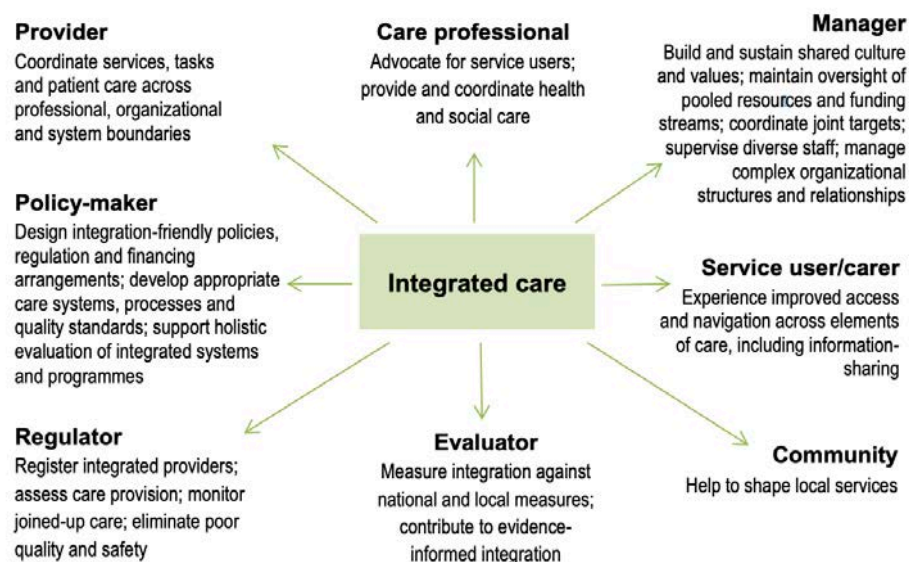 Provider
Coordinate services, tasks
and patient care across
professional, organizational
and system boundaries
Care professional
Advocate for service users;
provide and coordinate health
and social care
Manager
Build and sustain shared culture
and values; maintain oversight of
pooled resources and funding
streams; coordinate joint targets;
supervise diverse staff; manage
complex organizational
structures and relationships
Policy-maker
Design integration-friendly policies,
regulation and financing
arrangements; develop appropriate
care systems, processes and
quality standards; support holistic
evaluation of integrated systems
and programmes
Integrated care
Service user/carer
Experience improved access
and navigation across elements
of care, including information-
sharing
Regulator
Register integrated providers;
assess care provision; monitor
joined-up care; eliminate poor
quality and safety
Evaluator
Measure integration against
national and local measures;
contribute to evidence-
informed integration
Community
Help to shape local services